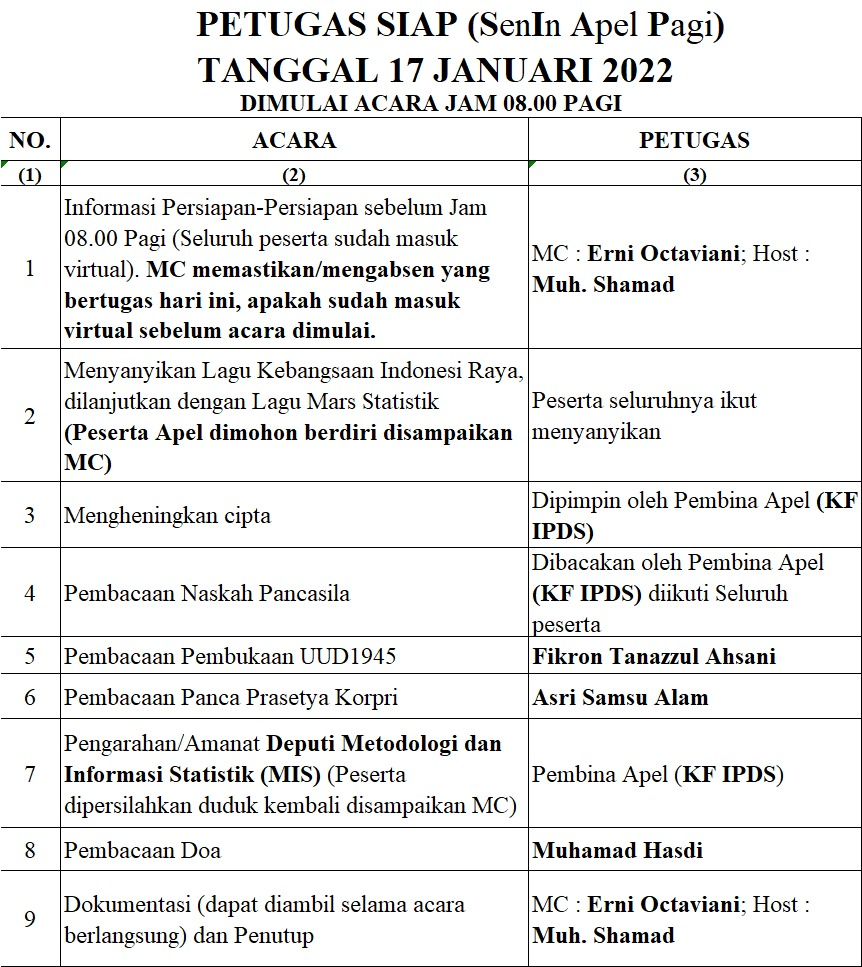 PETUGAS SIAP (SenIn Apel Pagi)
TANGGAL 17 JANUARI 2022
DIMULAI ACARA JAM 08.00 PAGI
NO. ACARA PETUGAS
(1) (2) (3)
1
Informasi Persiapan-Persiapan sebelum Jam
08.00 Pagi (Seluruh peserta sudah masuk
virtual). MC memastikan/mengabsen yang
bertugas hari ini, apakah sudah masuk
virtual sebelum acara dimulai.
MC : Erni Octaviani; Host :
Muh. Shamad
2
Menyanyikan Lagu Kebangsaan Indonesi Raya,
dilanjutkan dengan Lagu Mars Statistik
(Peserta Apel dimohon berdiri disampaikan
MC)
Peserta seluruhnya ikut
menyanyikan
3
Mengheningkan cipta
Dipimpin oleh Pembina Apel (KF
IPDS)
4
Pembacaan Naskah Pancasila
Dibacakan oleh Pembina Apel
(KF IPDS) diikuti Seluruh
peserta
5 Pembacaan Pembukaan UUD1945 Fikron Tanazzul Ahsani
6 Pembacaan Panca Prasetya Korpri Asri Samsu Alam
7
Pengarahan/Amanat Deputi Metodologi dan
Informasi Statistik (MIS) (Peserta
dipersilahkan duduk kembali disampaikan MC)
Pembina Apel (KF IPDS)
8 Pembacaan Doa Muhamad Hasdi
9
Dokumentasi (dapat diambil selama acara
berlangsung) dan Penutup
MC : Erni Octaviani; Host :
Muh. Shamad